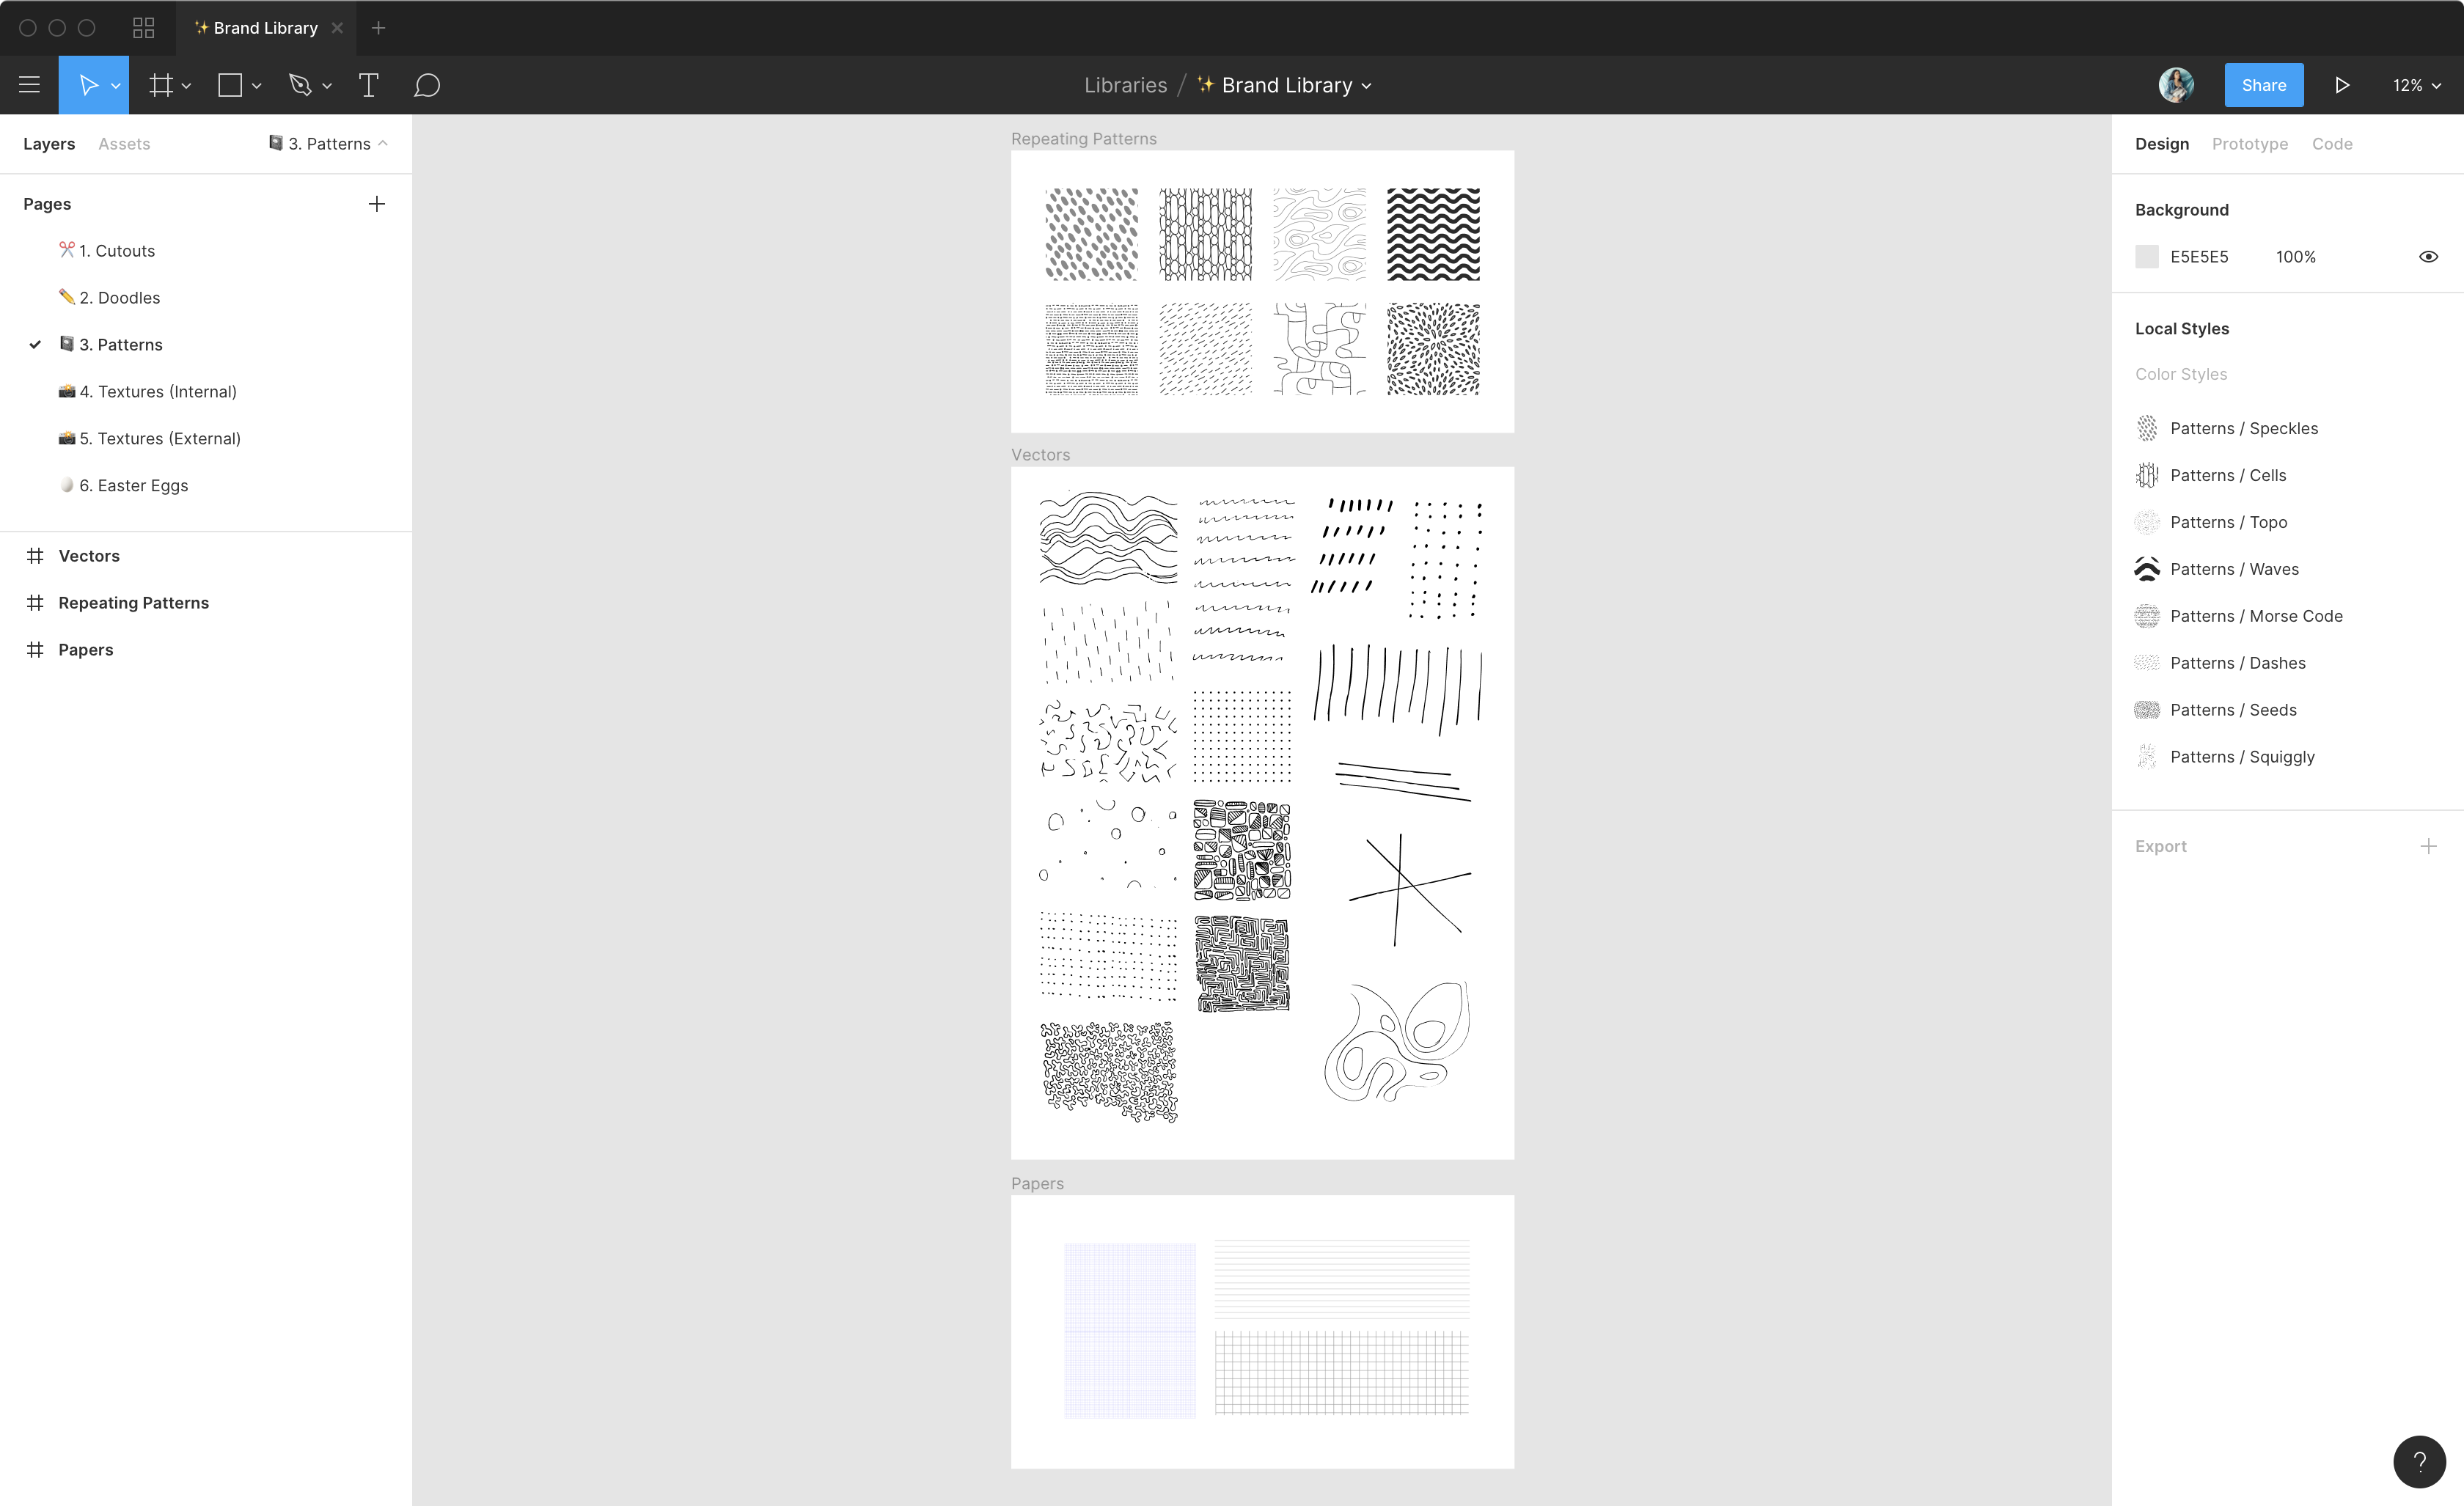 ✨ Brand Library
Libraries / ✨ Brand Library
Share
12%
Layers
Assets
📓 3. Patterns
Pages
✂️ 1. Cutouts
✏️ 2. Doodles
📓 3. Patterns
📸 4. Textures (Internal)
📸 5. Textures (External)
🥚 6. Easter Eggs
Vectors
Repeating Patterns
Papers
Repeating Patterns
Vectors
Papers
Design
Prototype
Code
Background
E5E5E5
100%
Local Styles
Color Styles
Patterns / Speckles
Patterns / Cells
Patterns / Topo
Patterns / Waves
Patterns / Morse Code
Patterns / Dashes
Patterns / Seeds
Patterns / Squiggly
Export
?